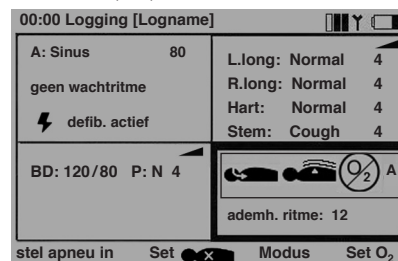 00:00 Logging [Logname]
A: Sinus 80
geen wachtritme
defib. actief
L.long: Normal 4
R.long: Normal 4
Hart: Normal 4
Stem: Cough 4
BD: 120/80 P: N 4
O2 A
ademh. ritme: 12
stel apneu in Set Modus Set O2